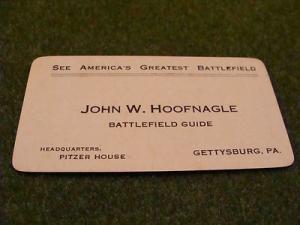 SEE AMERICA'S GREATEST BATTLEFIELD
JOHN W. HOOFNAGLE
BATTLEFIELD GUIDE
HEADQUARTERS,
PITZER HOUSE
GETTYSBURG, PA.